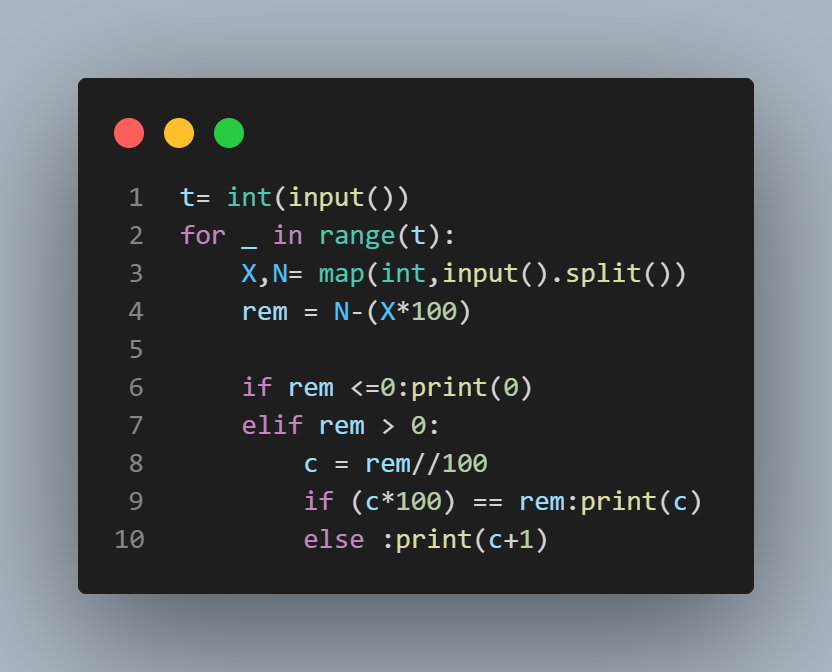 1 t= int(input())
2 for _ in range(t):
3     X,N= map(int,input().split())
4     rem = N-(X*100)
5
6     if rem <=0:print(0)
7     elif rem > 0:
8         c = rem//100
9         if (c*100) == rem:print(c)
10         else :print(c+1)